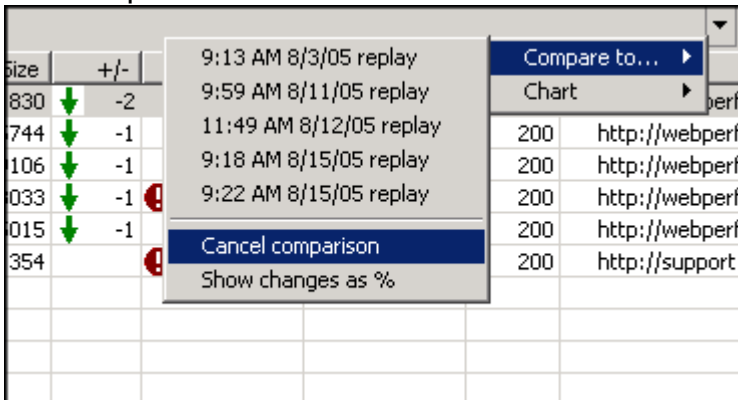 Size +/-
9:13 AM 8/3/05 replay
9:59 AM 8/11/05 replay
11:49 AM 8/12/05 replay
9:18 AM 8/15/05 replay
9:22 AM 8/15/05 replay
Cancel comparison
Show changes as %
Compare to...
Chart
830 -2 perf
744 -1 200 http://webperf
106 -1 200 http://webperf
033 -1 200 http://webperf
015 -1 200 http://webperf
354 200 http://support